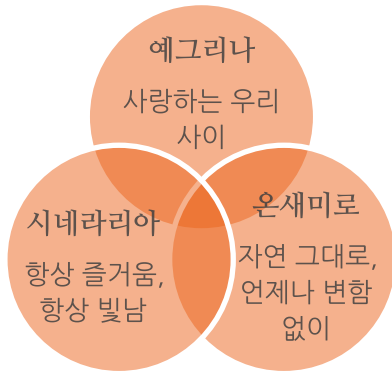 예그리나
사랑하는 우리
사이
시네라리아
항상 즐거움,
항상 빛남
온새미로
자연 그대로,
언제나 변함
없이